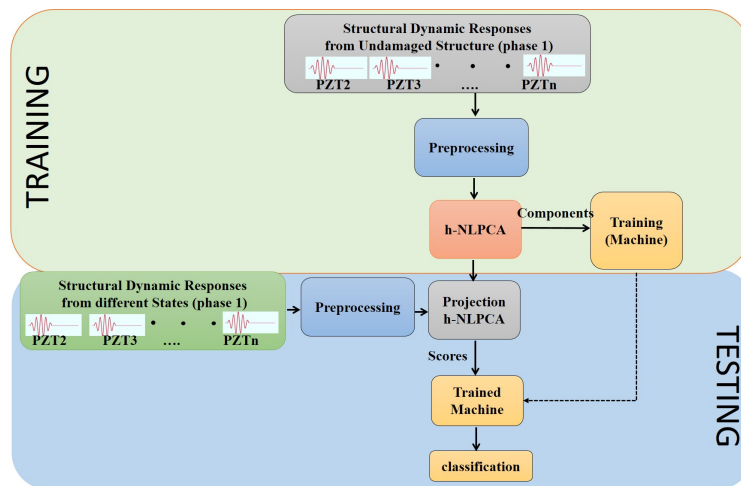 TRAINING
Structural Dynamic Responses
from Undamaged Structure (phase 1)
PZT2 PZT3 .... PZTn
Preprocessing
h-NLPCA
Components
Training
(Machine)
Structural Dynamic Responses
from different States (phase 1)
PZT2 PZT3 .... PZTn
Preprocessing
Projection
h-NLPCA
Scores
Trained
Machine
classification
TESTING